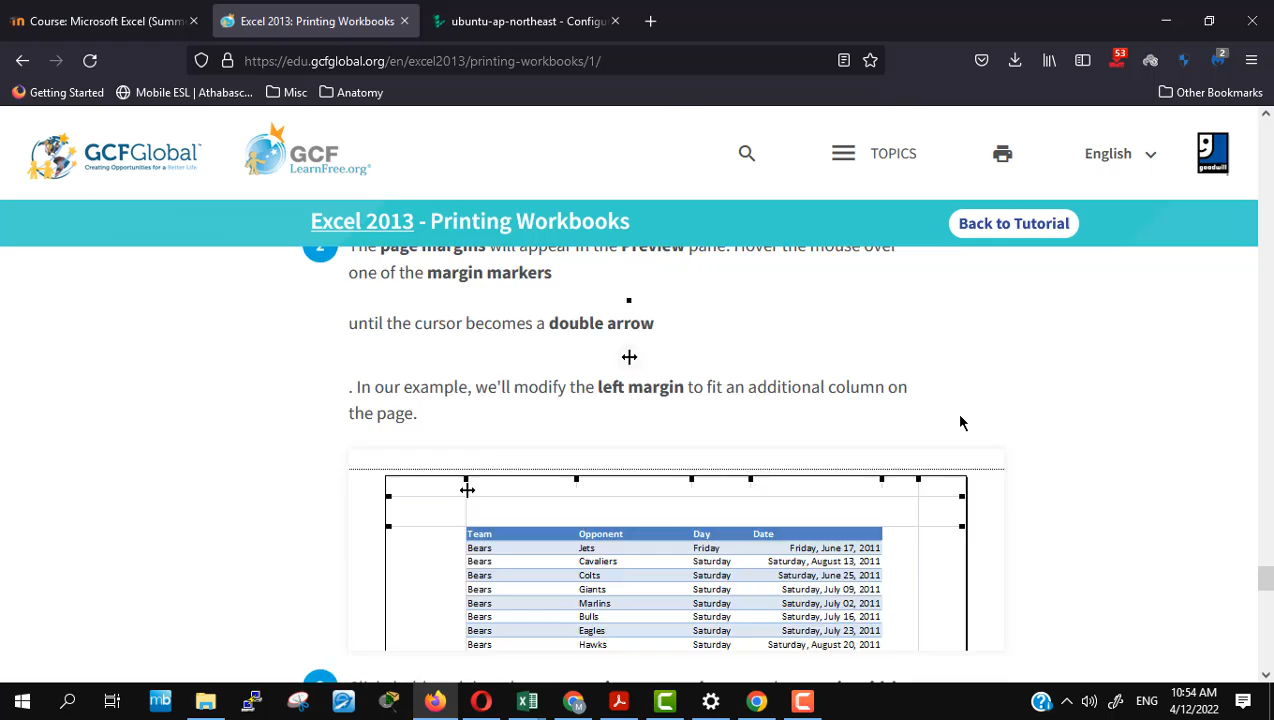 Course: Microsoft Excel (Summ
Excel 2013: Printing Workbooks
ubuntu-ap-northeast - Configu
https://edu.gcfglobal.org/en/excel2013/printing-workbooks/1/
53
2
Getting Started
Mobile ESL | Athabasc...
Misc
Anatomy
Other Bookmarks
GCFGlobal
Creating Opportunities for a Better Life
GCF
LearnFree.org
TOPICS
English
goodwill
Excel 2013 - Printing Workbooks
Back to Tutorial
2 The page margins will appear in the Preview pane. Hover the mouse over
one of the margin markers
until the cursor becomes a double arrow
. In our example, we'll modify the left margin to fit an additional column on
the page.
Team Opponent Day Date
Bears Jets Friday Friday, June 17, 2011
Bears Cavaliers Saturday Saturday, August 13, 2011
Bears Colts Saturday Saturday, June 25, 2011
Bears Giants Saturday Saturday, July 09, 2011
Bears Marlins Saturday Saturday, July 02, 2011
Bears Bulls Saturday Saturday, July 16, 2011
Bears Eagles Saturday Saturday, July 23, 2011
Bears Hawks Saturday Saturday, August 20, 2011
mb
ENG
10:54 AM
4/12/2022